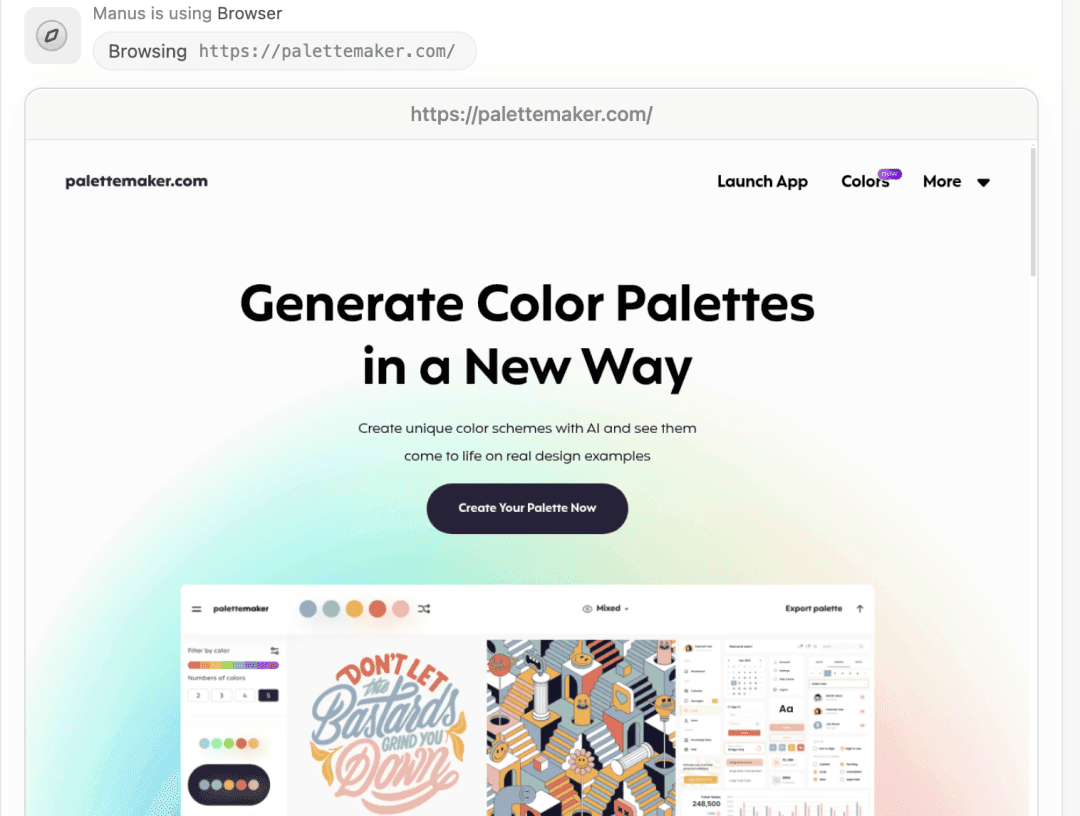 Manus is using Browser
Browsing https://palettemaker.com/
https://palettemaker.com/
palettemaker.com
Launch App
Colors
new
More
Generate Color Palettes
in a New Way
Create unique color schemes with AI and see them
come to life on real design examples
Create Your Palette Now
palettemaker
Mixed
Export palette
Filter by color
Numbers of colors
2 3 4 5
DON'T LET
the
Bastards
GRIND YOU
Down
Aa
Total Sales
248,500